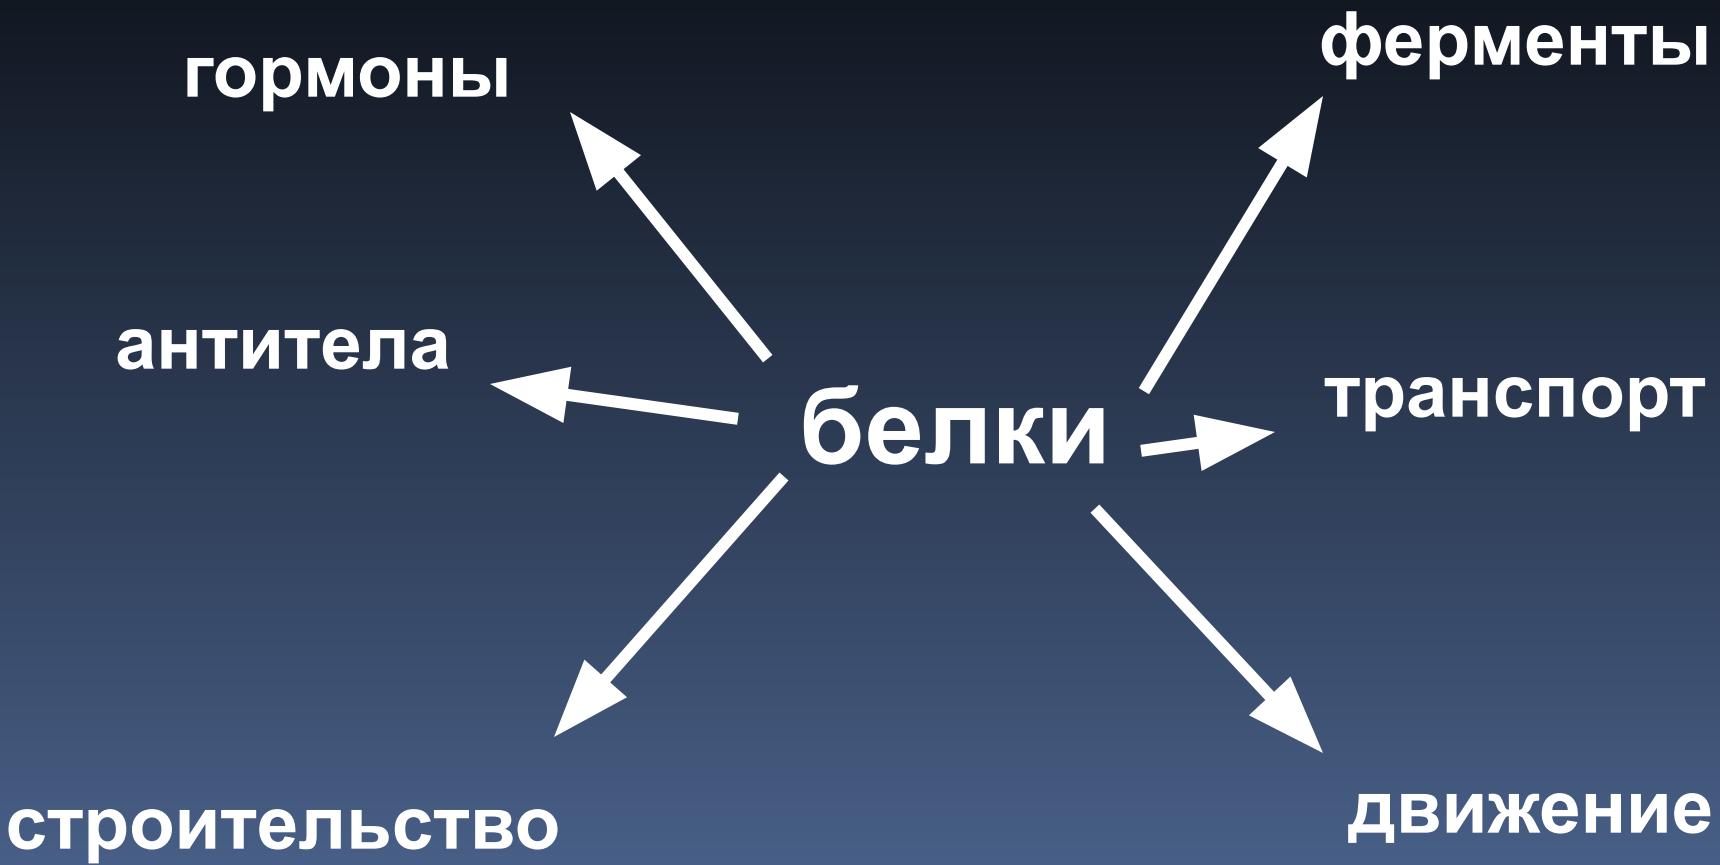 гормоны
ферменты
антитела
транспорт
белки
строительство
движение